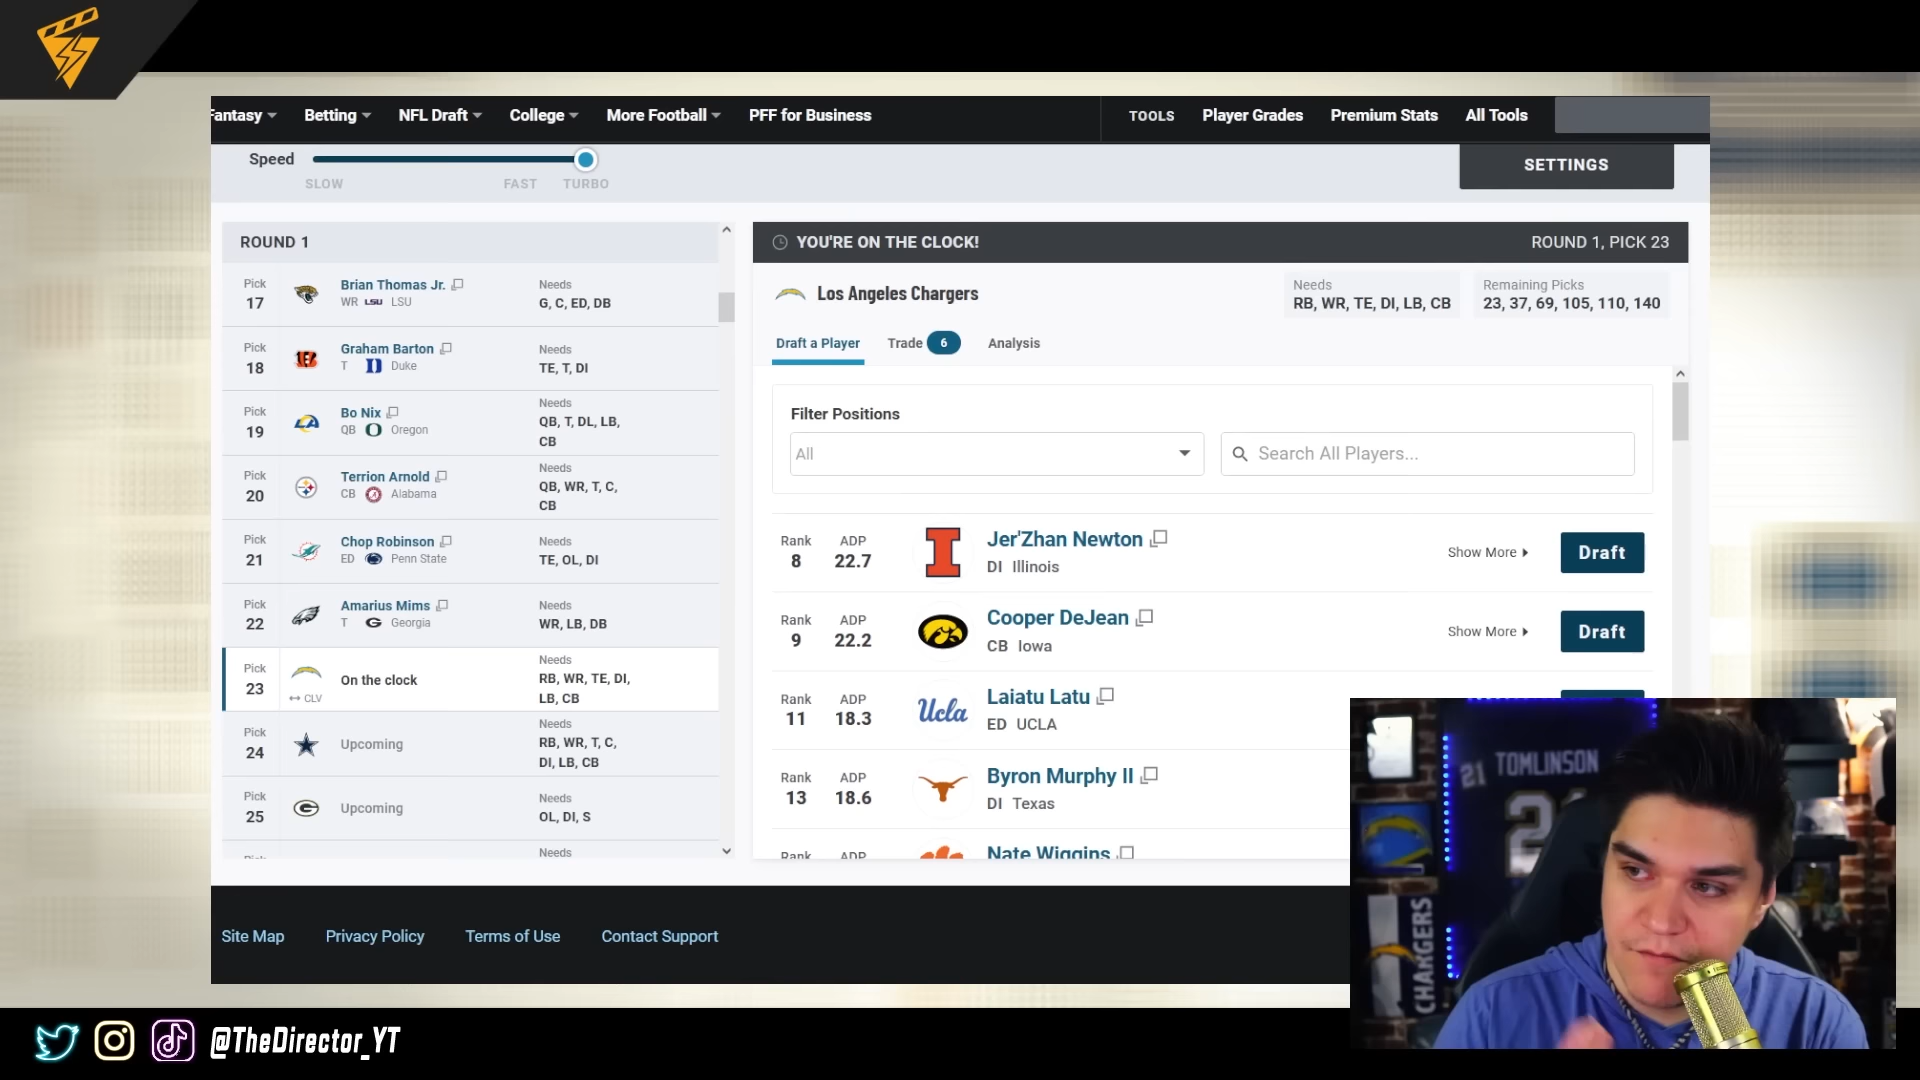 Fantasy
Betting
NFL Draft
College
More Football
PFF for Business
TOOLS
Player Grades
Premium Stats
All Tools
Speed
SLOW
FAST
TURBO
SETTINGS
ROUND 1
Pick
17
Brian Thomas Jr.
WR LSU LSU
Needs
G, C, ED, DB
Pick
18
Graham Barton
T D Duke
Needs
TE, T, DI
Pick
19
Bo Nix
QB O Oregon
Needs
QB, T, DL, LB,
CB
Pick
20
Terrion Arnold
CB Alabama
Needs
QB, WR, T, C,
CB
Pick
21
Chop Robinson
ED Penn State
Needs
TE, OL, DI
Pick
22
Amarius Mims
T G Georgia
Needs
WR, LB, DB
Pick
23
↔ CLV
On the clock
Needs
RB, WR, TE, DI,
LB, CB
Pick
24
Upcoming
Needs
RB, WR, T, C,
DI, LB, CB
Pick
25
G
Upcoming
Needs
OL, DI, S
Pick
Needs
YOU'RE ON THE CLOCK!
ROUND 1, PICK 23
Los Angeles Chargers
Needs
RB, WR, TE, DI, LB, CB
Remaining Picks
23, 37, 69, 105, 110, 140
Draft a Player
Trade 6
Analysis
Filter Positions
All
Search All Players...
Rank
8
ADP
22.7
I
Jer'Zhan Newton
DI Illinois
Show More
Draft
Rank
9
ADP
22.2
Cooper DeJean
CB Iowa
Show More
Draft
Rank
11
ADP
18.3
Ucla
Laiatu Latu
ED UCLA
Rank
13
ADP
18.6
Byron Murphy II
DI Texas
Rank
ADP
Nate Wiggins
21 TOMLINSON
2
CHARGERS
Site Map
Privacy Policy
Terms of Use
Contact Support
@TheDirector_YT